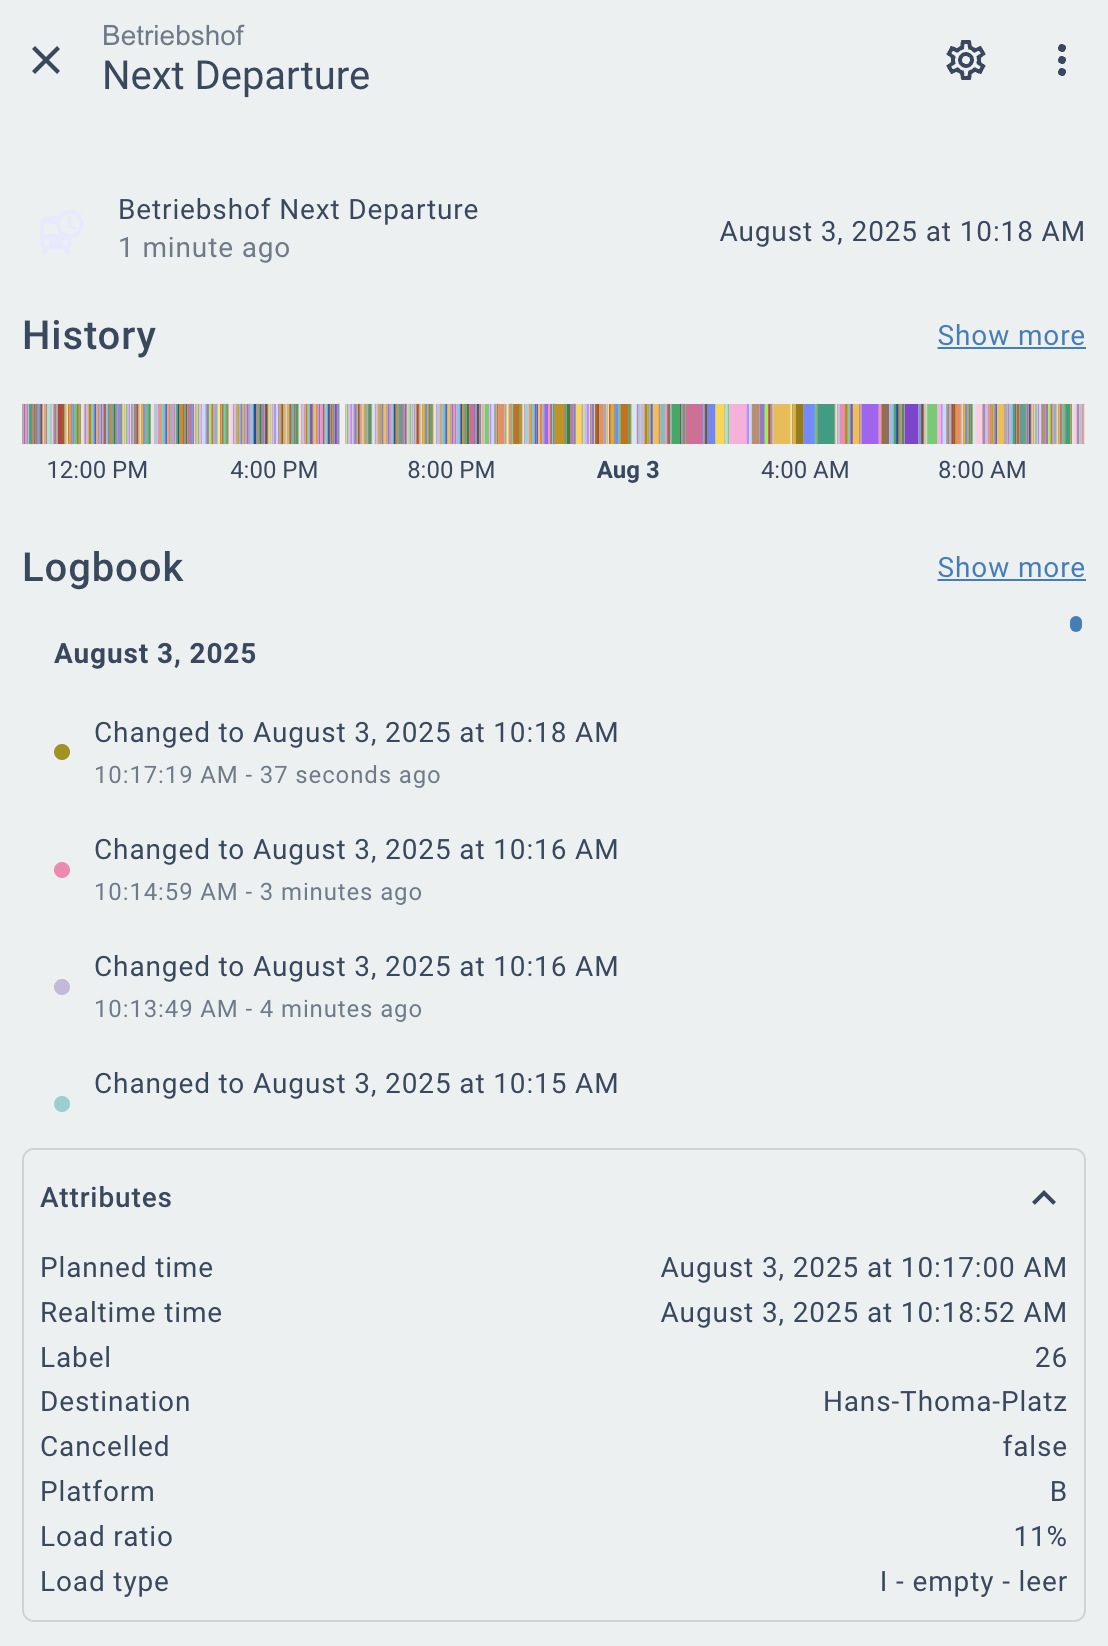 Betriebshof
Next Departure
Betriebshof Next Departure
1 minute ago
August 3, 2025 at 10:18 AM
History
Show more
12:00 PM 4:00 PM 8:00 PM Aug 3 4:00 AM 8:00 AM
Logbook
Show more
August 3, 2025
Changed to August 3, 2025 at 10:18 AM
10:17:19 AM - 37 seconds ago
Changed to August 3, 2025 at 10:16 AM
10:14:59 AM - 3 minutes ago
Changed to August 3, 2025 at 10:16 AM
10:13:49 AM - 4 minutes ago
Changed to August 3, 2025 at 10:15 AM
Attributes
Planned time August 3, 2025 at 10:17:00 AM
Realtime time August 3, 2025 at 10:18:52 AM
Label 26
Destination Hans-Thoma-Platz
Cancelled false
Platform B
Load ratio 11%
Load type I - empty - leer